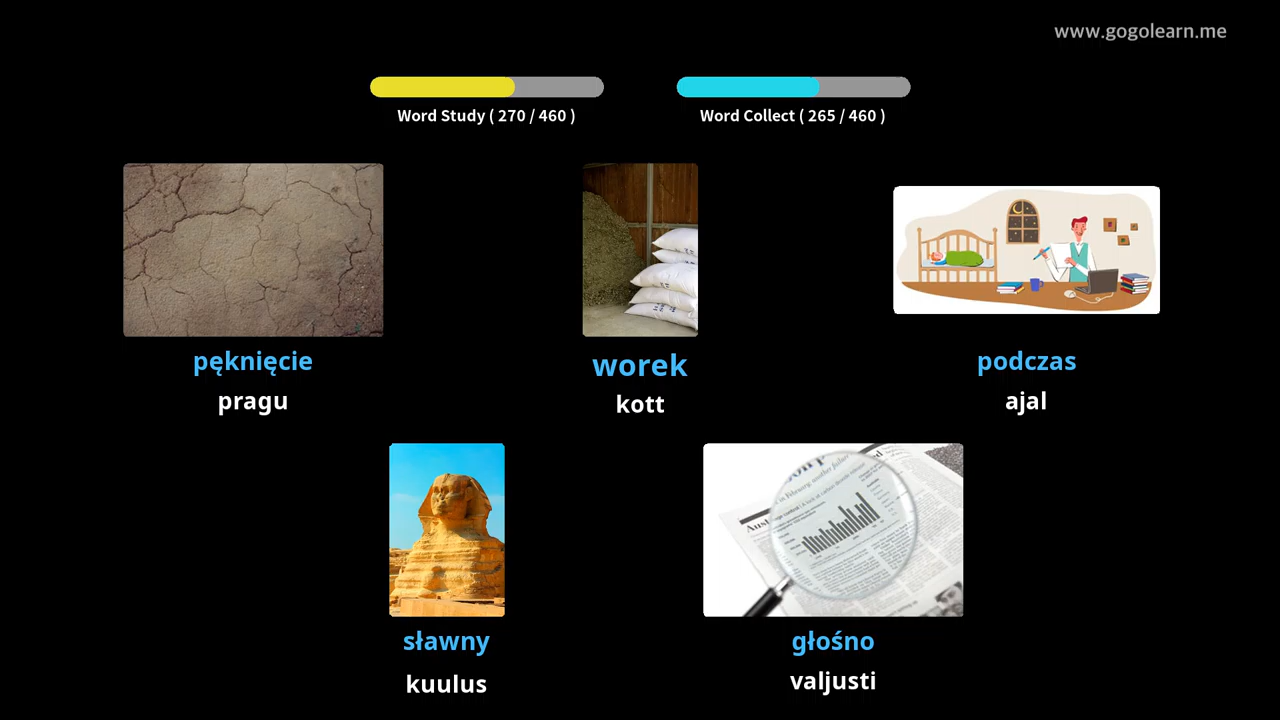 www.gogolearn.me
Word Study ( 270 / 460 )
Word Collect ( 265 / 460 )
pęknięcie
pragu
worek
kott
podczas
ajal
sławny
kuulus
głośno
valjusti